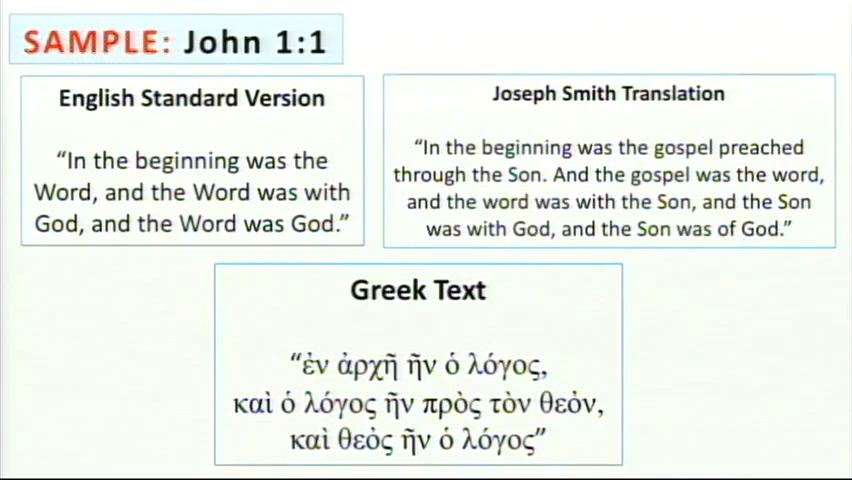 SAMPLE: John 1:1
English Standard Version
“In the beginning was the
Word, and the Word was with
God, and the Word was God.”
Joseph Smith Translation
“In the beginning was the gospel preached
through the Son. And the gospel was the word,
and the word was with the Son, and the Son
was with God, and the Son was of God.”
Greek Text
“ἐν ἀρχῇ ἦν ὁ λόγος,
καὶ ὁ λόγος ἦν πρὸς τὸν θεόν,
καὶ θεὸς ἦν ὁ λόγος”